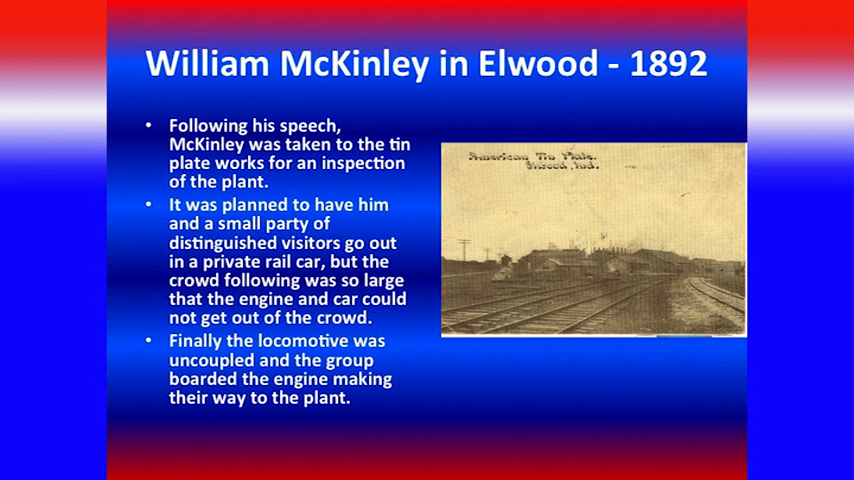 William McKinley in Elwood - 1892
• Following his speech,
McKinley was taken to the tin
plate works for an inspection
of the plant.
• It was planned to have him
and a small party of
distinguished visitors go out
in a private rail car, but the
crowd following was so large
that the engine and car could
not get out of the crowd.
• Finally the locomotive was
uncoupled and the group
boarded the engine making
their way to the plant.
American Tin Plate.
Elwood, Ind.